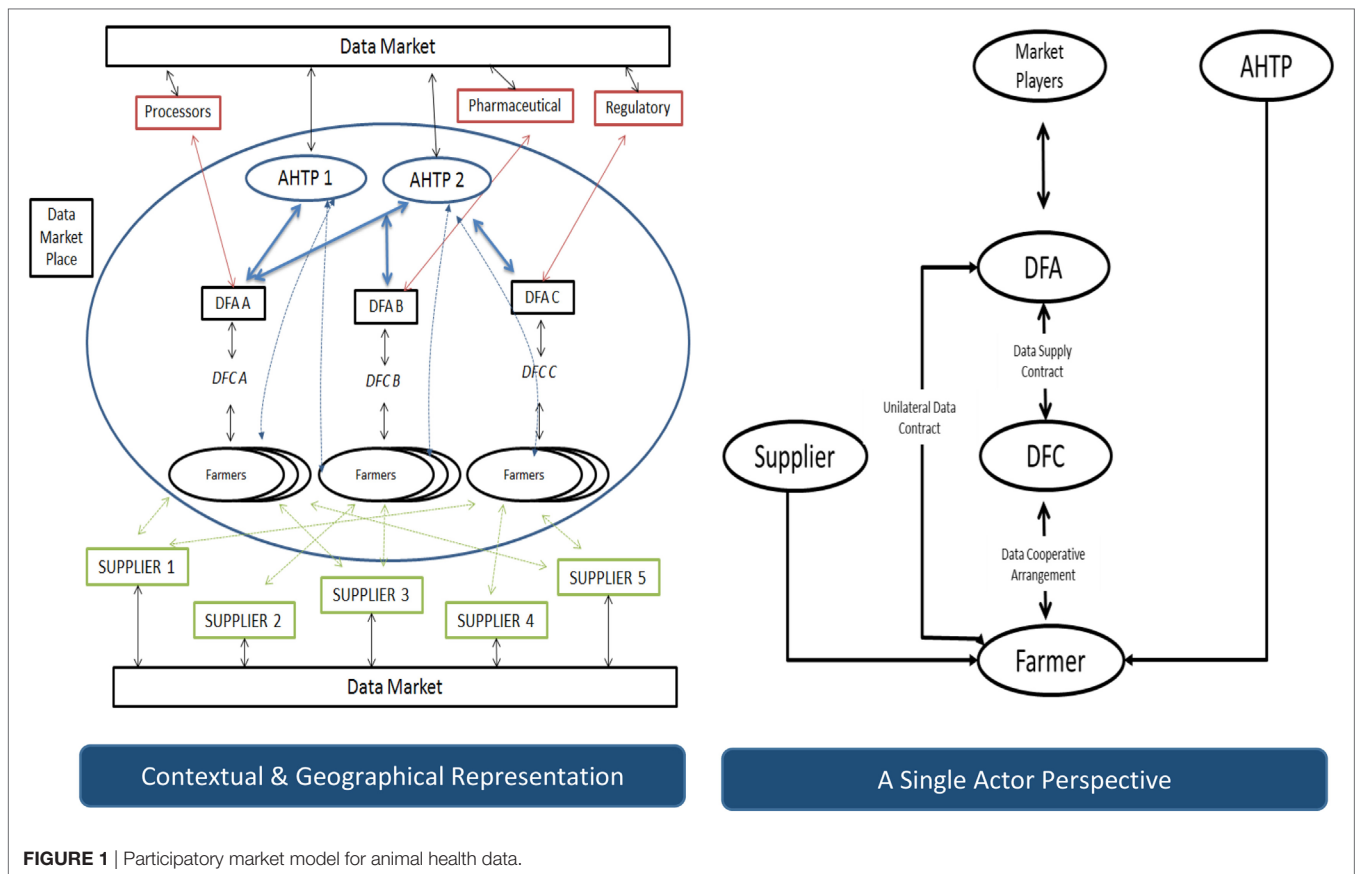 Data Market
Processors
Pharmaceutical
Regulatory
AHTP 1
AHTP 2
Data
Market
Place
DFA A
DFA B
DFA C
DFC A
DFC B
DFC C
Farmers
Farmers
Farmers
SUPPLIER 1
SUPPLIER 2
SUPPLIER 3
SUPPLIER 4
SUPPLIER 5
Data Market
Contextual & Geographical Representation
Market
Players
AHTP
DFA
Data Supply
Contract
Unilateral Data
Contract
Supplier
DFC
Data Cooperative
Arrangement
Farmer
A Single Actor Perspective
FIGURE 1 | Participatory market model for animal health data.